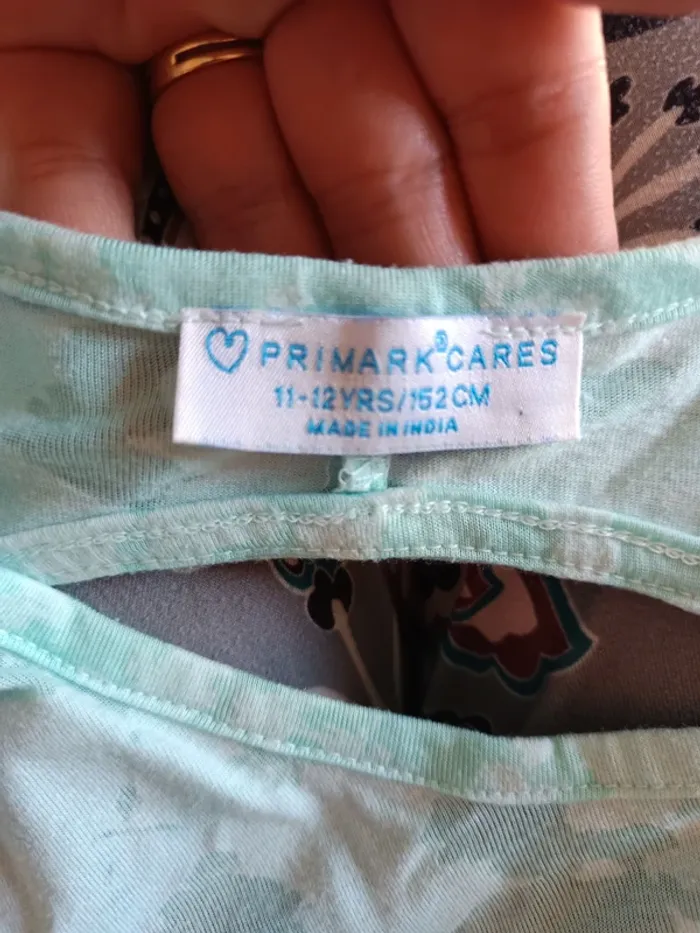 PRIMARK® CARES
11-12YRS/152CM
MADE IN INDIA